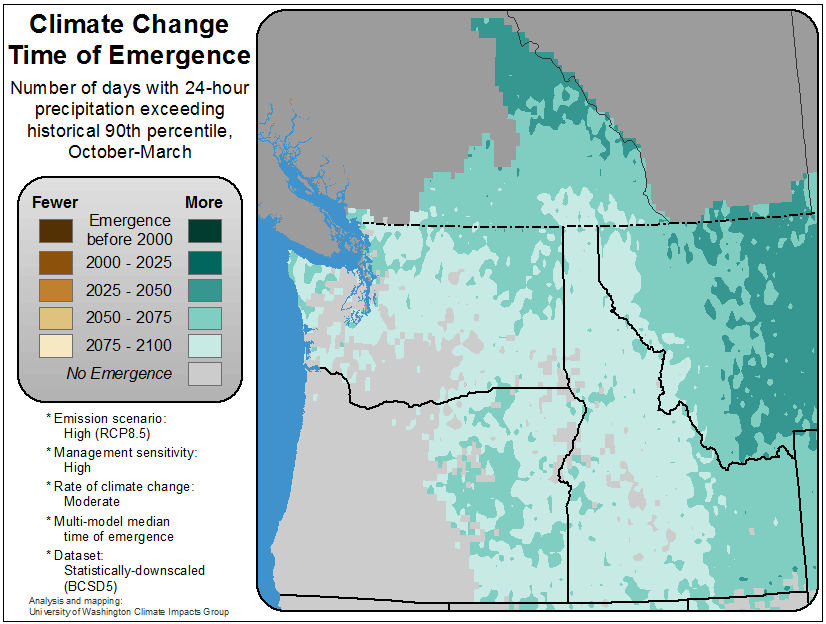 Climate Change
Time of Emergence
Number of days with 24-hour
precipitation exceeding
historical 90th percentile,
October-March
Fewer More
Emergence
before 2000
2000 - 2025
2025 - 2050
2050 - 2075
2075 - 2100
No Emergence
* Emission scenario:
High (RCP8.5)
* Management sensitivity:
High
* Rate of climate change:
Moderate
* Multi-model median
time of emergence
* Dataset:
Statistically-downscaled
(BCSD5)
Analysis and mapping:
University of Washington Climate Impacts Group